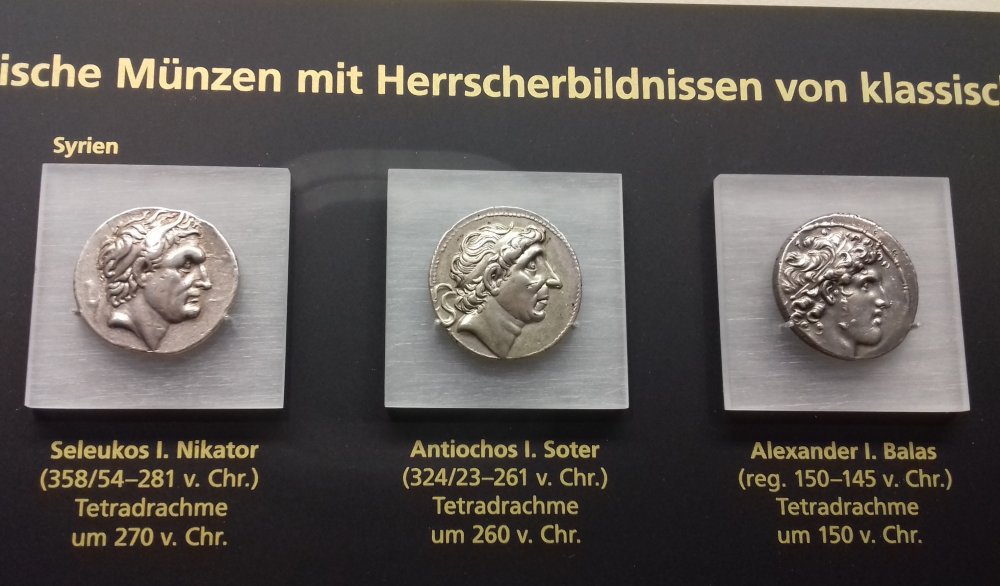 ische Münzen mit Herrscherbildnissen von klassisc
Syrien
Seleukos I. Nikator
(358/54–281 v. Chr.)
Tetradrachme
um 270 v. Chr.
Antiochos I. Soter
(324/23–261 v. Chr.)
Tetradrachme
um 260 v. Chr.
Alexander I. Balas
(reg. 150–145 v. Chr.)
Tetradrachme
um 150 v. Chr.